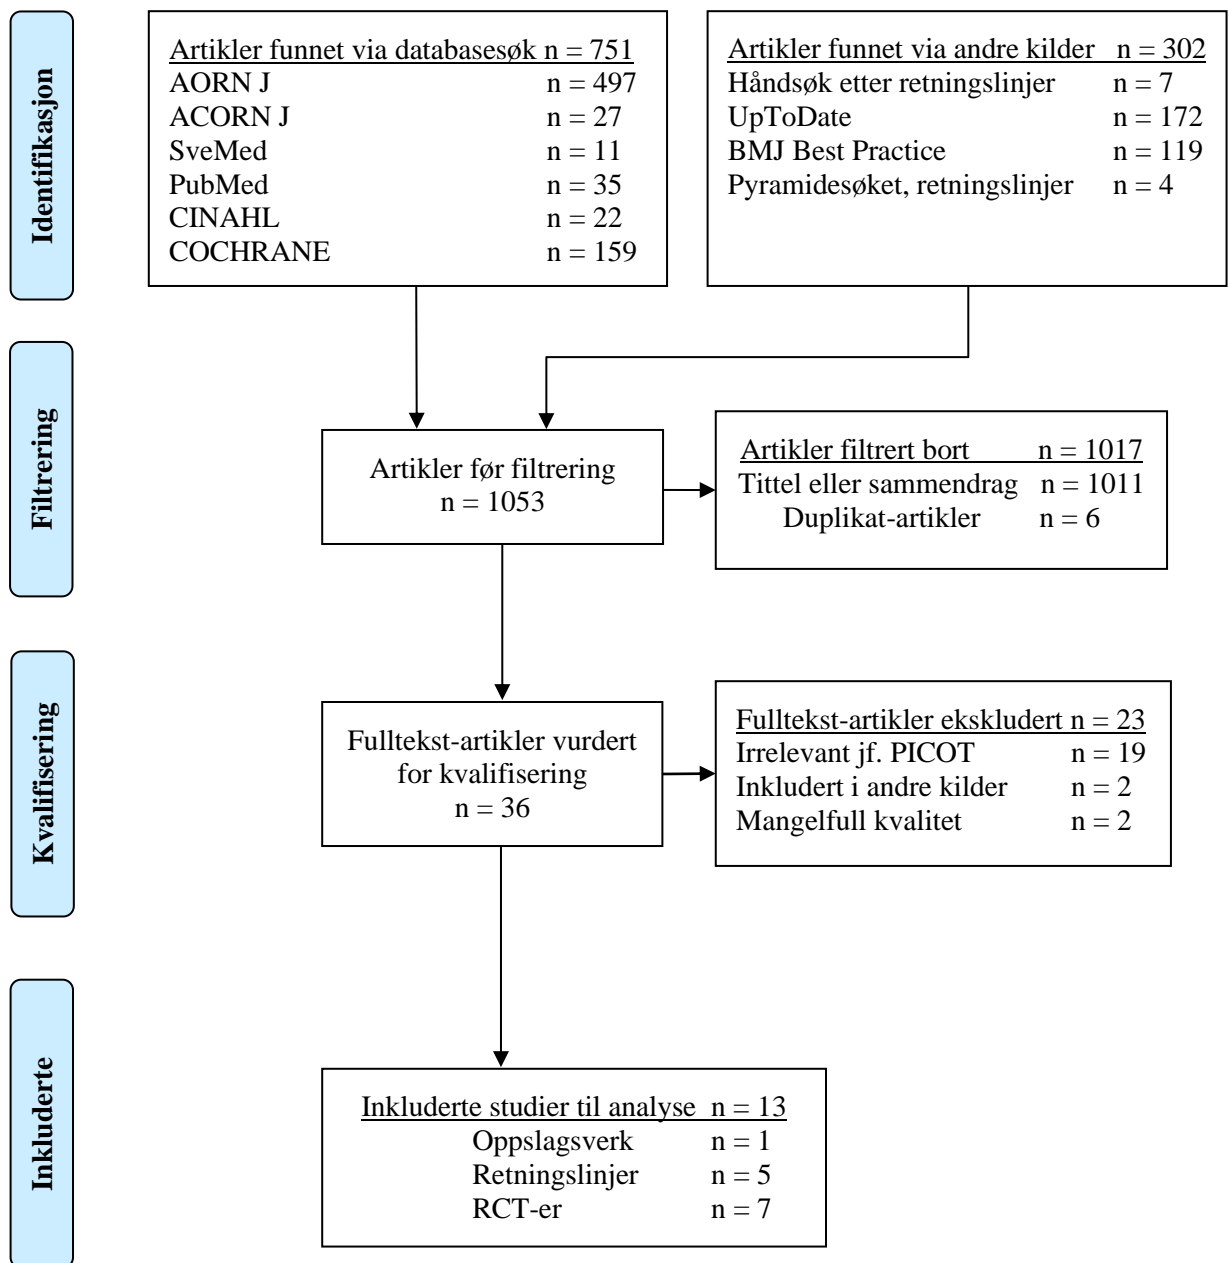 Identifikasjon
Artikler funnet via databasesøk n = 751
AORN J n = 497
ACORN J n = 27
SveMed n = 11
PubMed n = 35
CINAHL n = 22
COCHRANE n = 159
Artikler funnet via andre kilder n = 302
Håndsøk etter retningslinjer n = 7
UpToDate n = 172
BMJ Best Practice n = 119
Pyramidesøket, retningslinjer n = 4
Filtrering
Artikler før filtrering
n = 1053
Artikler filtrert bort n = 1017
Tittel eller sammendrag n = 1011
Duplikat-artikler n = 6
Kvalifisering
Fulltekst-artikler vurdert
for kvalifisering
n = 36
Fulltekst-artikler ekskludert n = 23
Irrelevant jf. PICOT n = 19
Inkludert i andre kilder n = 2
Mangelfull kvalitet n = 2
Inkluderte
Inkluderte studier til analyse n = 13
Oppslagsverk n = 1
Retningslinjer n = 5
RCT-er n = 7